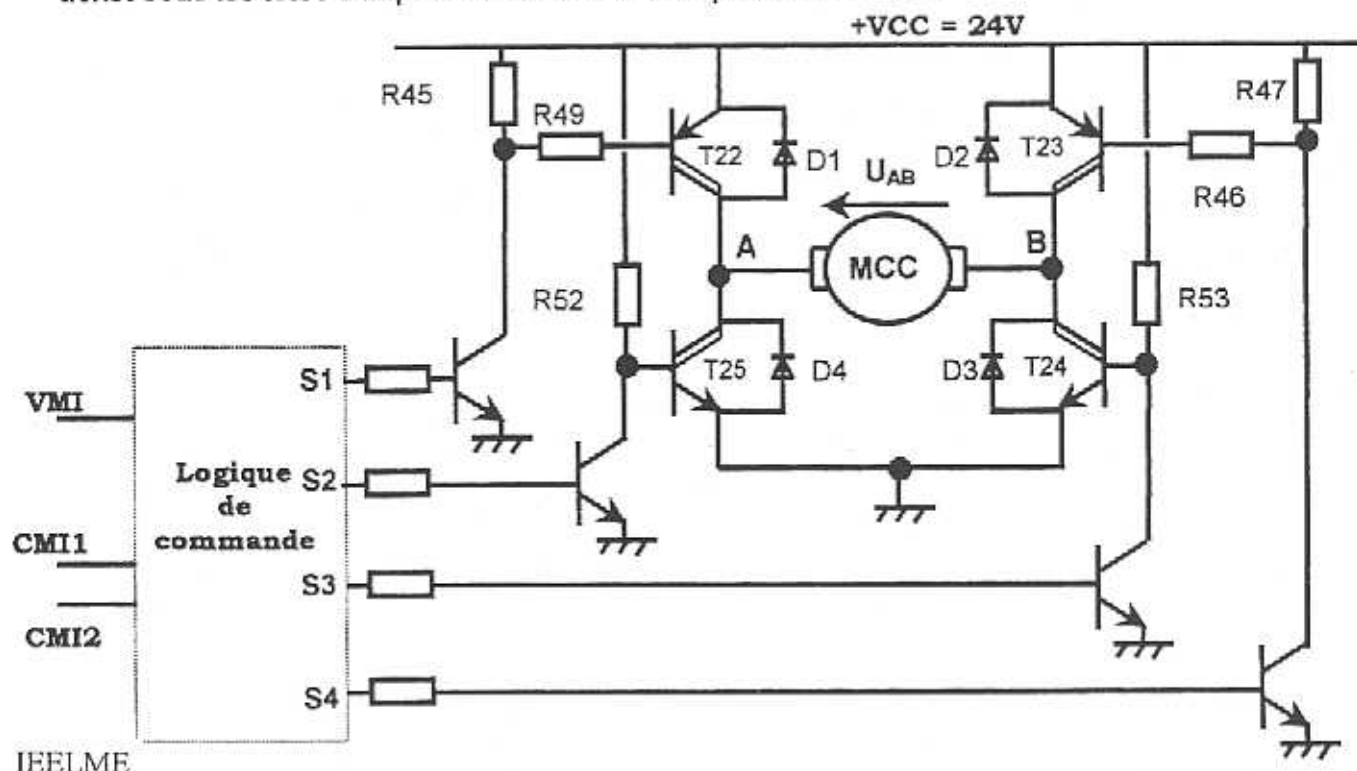 +VCC = 24V
R45
R49
T22
D1
D2
T23
R47
R46
UAB
A
B
MCC
R52
R53
T25
D4
D3
T24
S1
VMI
Logique
de
commande
S2
CMI1
S3
CMI2
S4
IEELME